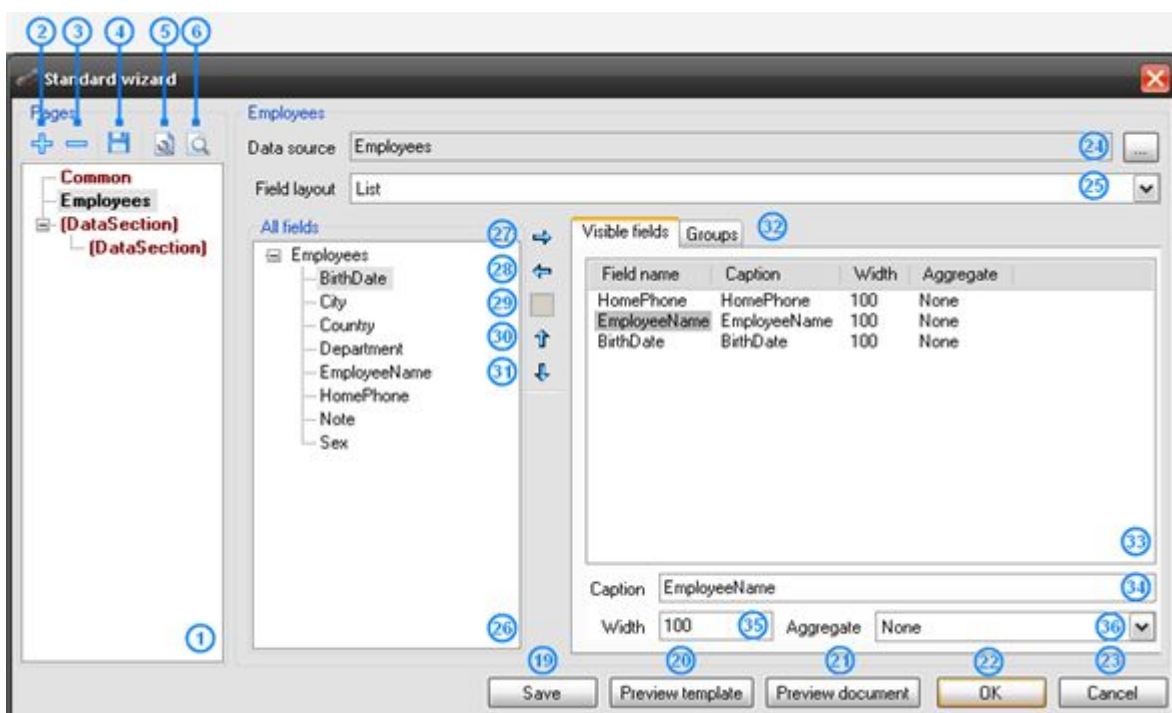 2 3 4 5 6
Standard wizard
Pages
Employees
Data source Employees 24 ...
Field layout List 25
Common
Employees
(DataSection)
(DataSection)
All fields
Employees
BirthDate
City
Country
Department
EmployeeName
HomePhone
Note
Sex
27
28
29
30
31
26
1
Visible fields Groups 32
Field name Caption Width Aggregate
HomePhone HomePhone 100 None
EmployeeName EmployeeName 100 None
BirthDate BirthDate 100 None
33
Caption EmployeeName 34
Width 100 35 Aggregate None 36
19 20 21 22 23
Save Preview template Preview document OK Cancel